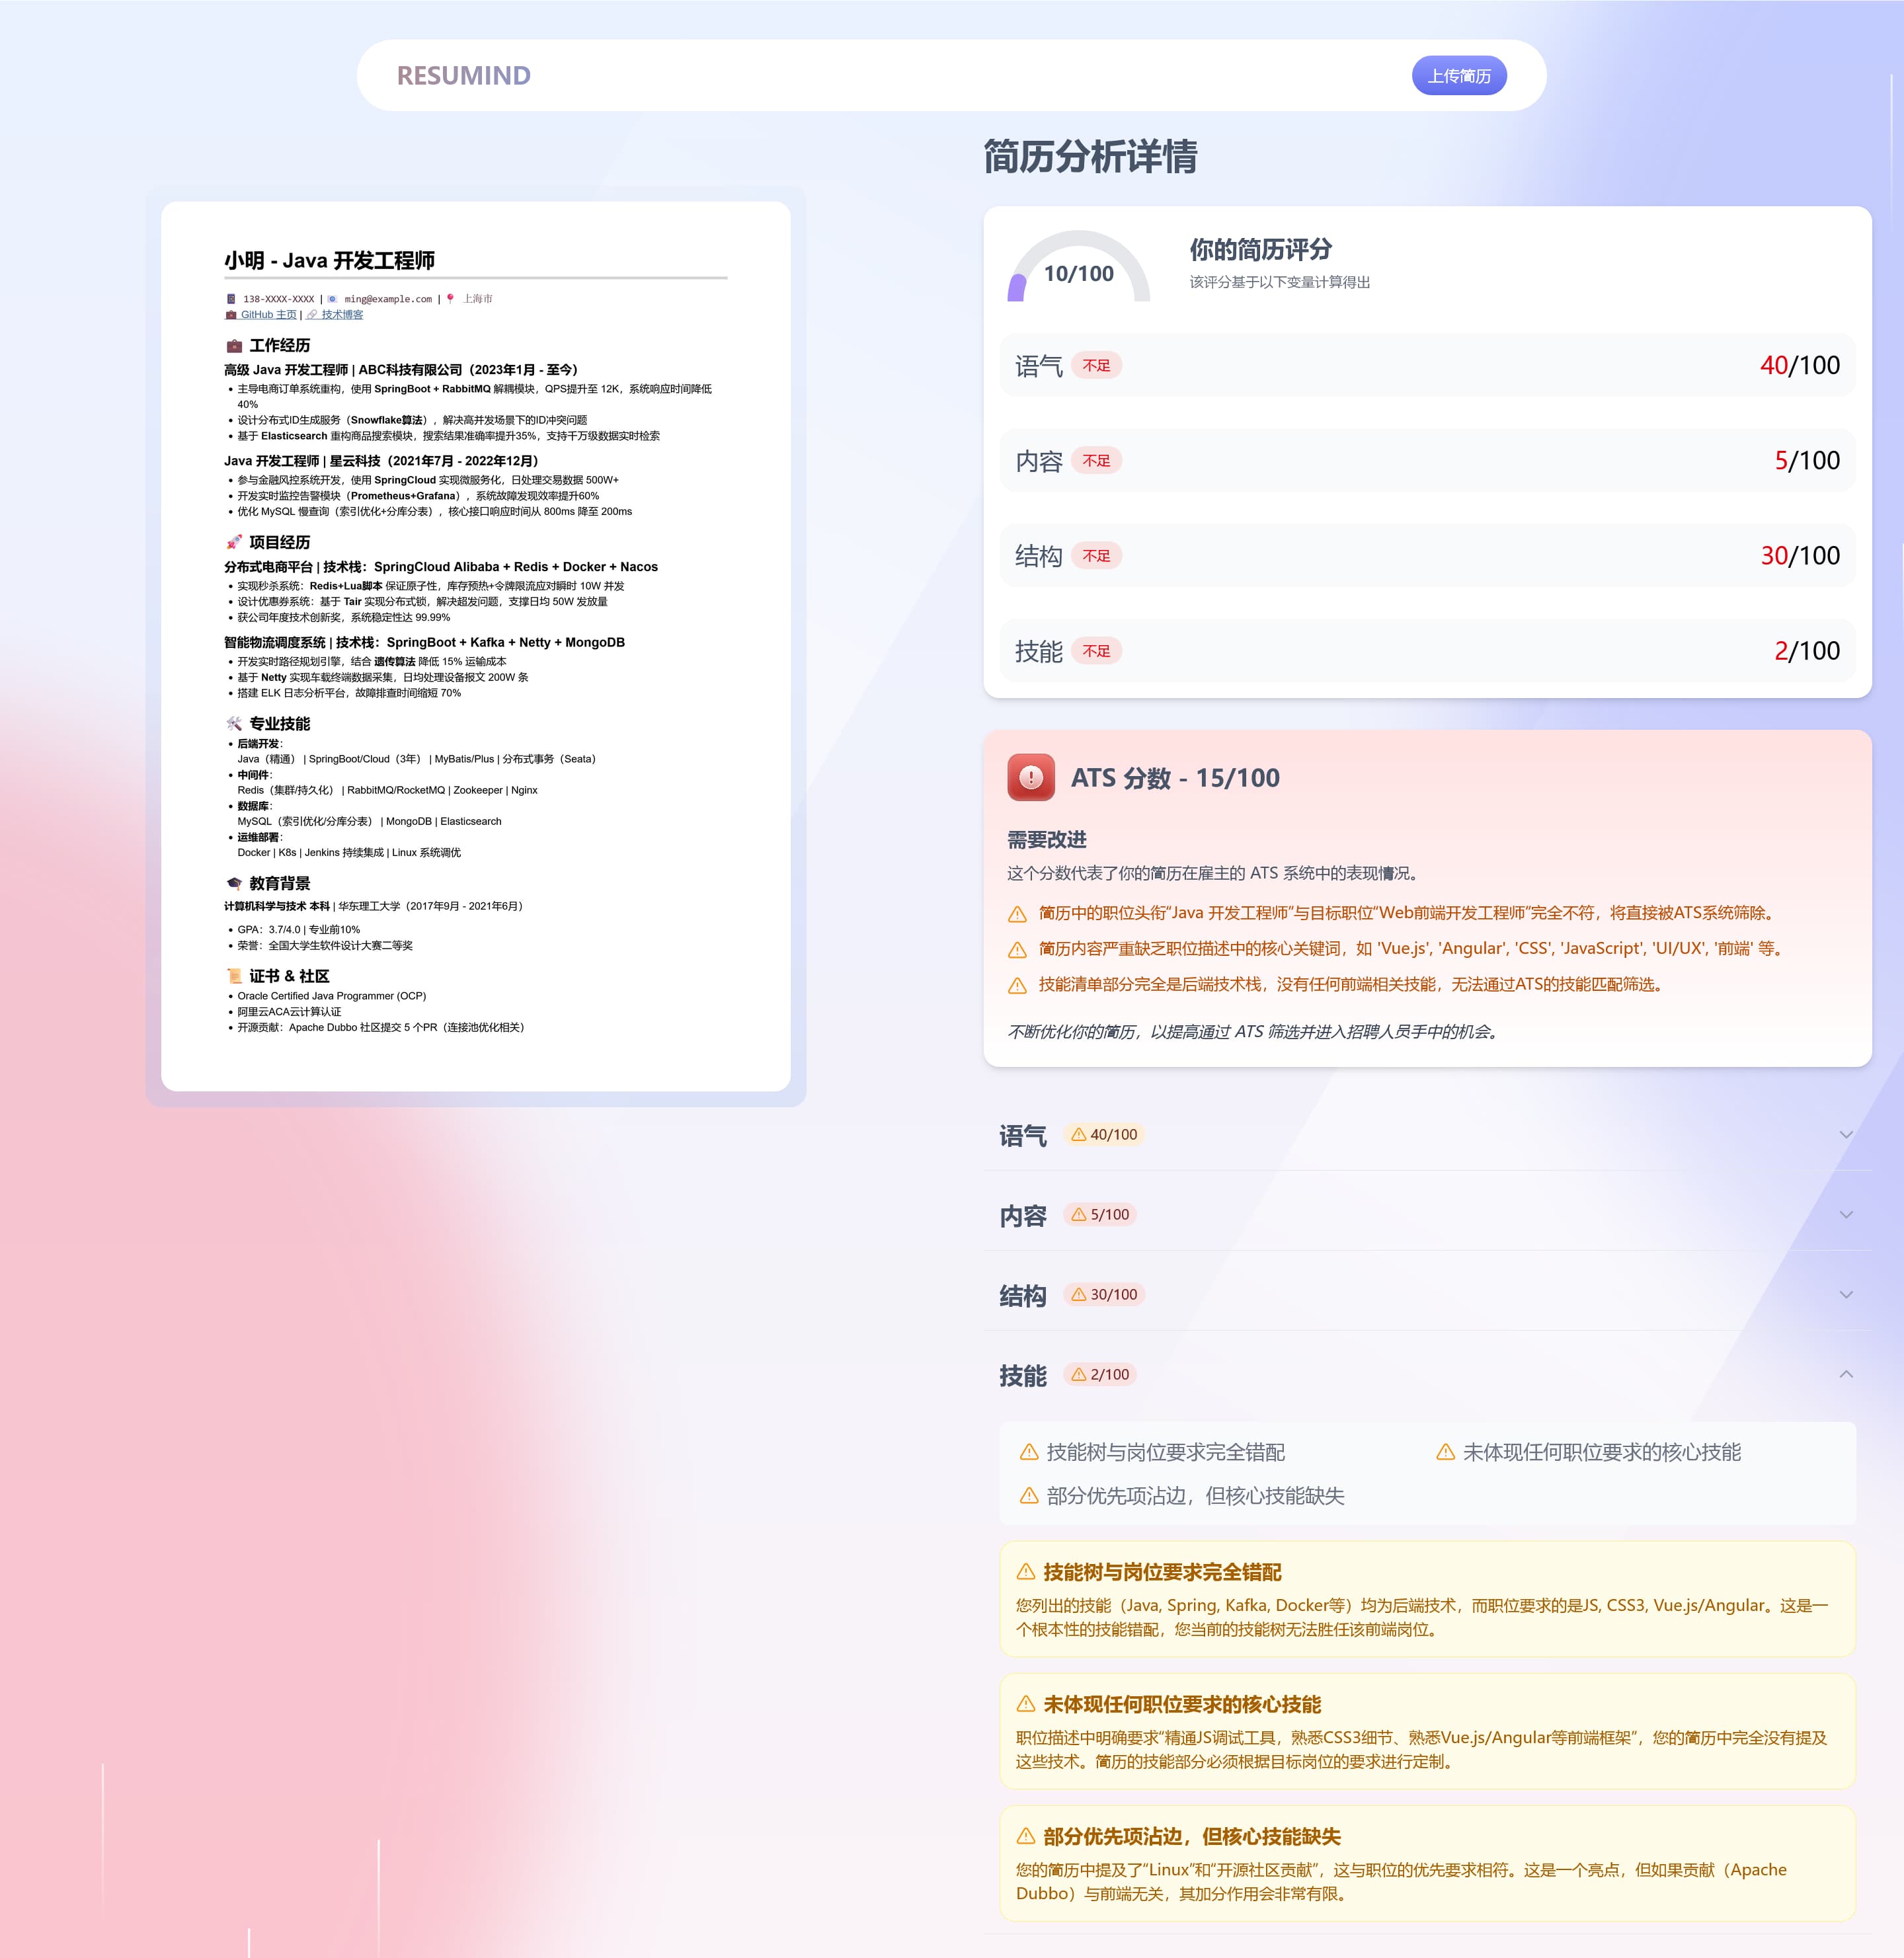 RESUMIND
上传简历
小明 - Java 开发工程师
138-XXXX-XXXX | ming@example.com | 上海市
GitHub 主页 | 技术博客
工作经历
高级 Java 开发工程师 | ABC科技有限公司（2023年1月 - 至今）
• 主导电商订单系统重构，使用 SpringBoot + RabbitMQ 解耦模块，QPS提升至 12K，系统响应时间降低
40%
• 设计分布式ID生成服务（Snowflake算法），解决高并发场景下的ID冲突问题
• 基于 Elasticsearch 重构商品搜索模块，搜索结果准确率提升35%，支持千万级数据实时检索
Java 开发工程师 | 星云科技（2021年7月 - 2022年12月）
• 参与金融风控系统开发，使用 SpringCloud 实现微服务化，日处理交易数据 500W+
• 开发实时监控告警模块（Prometheus+Grafana），系统故障发现效率提升60%
• 优化 MySQL 慢查询（索引优化+分库分表），核心接口响应时间从 800ms 降至 200ms
项目经历
分布式电商平台 | 技术栈：SpringCloud Alibaba + Redis + Docker + Nacos
• 实现秒杀系统：Redis+Lua脚本 保证原子性，库存预热+令牌限流应对瞬时 10W 并发
• 设计优惠券系统：基于 Tair 实现分布式锁，解决超发问题，支撑日均 50W 发放量
• 获公司年度技术创新奖，系统稳定性达 99.99%
智能物流调度系统 | 技术栈：SpringBoot + Kafka + Netty + MongoDB
• 开发实时路径规划引擎，结合 遗传算法 降低 15% 运输成本
• 基于 Netty 实现车载终端数据采集，日均处理设备报文 200W 条
• 搭建 ELK 日志分析平台，故障排查时间缩短 70%
专业技能
• 后端开发：
Java（精通） | SpringBoot/Cloud（3年） | MyBatis/Plus | 分布式事务（Seata）
• 中间件：
Redis（集群/持久化） | RabbitMQ/RocketMQ | Zookeeper | Nginx
• 数据库：
MySQL（索引优化/分库分表） | MongoDB | Elasticsearch
• 运维部署：
Docker | K8s | Jenkins 持续集成 | Linux 系统调优
教育背景
计算机科学与技术 本科 | 华东理工大学（2017年9月 - 2021年6月）
• GPA：3.7/4.0 | 专业前10%
• 荣誉：全国大学生软件设计大赛二等奖
证书 & 社区
• Oracle Certified Java Programmer (OCP)
• 阿里云ACA云计算认证
• 开源贡献：Apache Dubbo 社区提交 5 个PR（连接池优化相关）
简历分析详情
10/100
你的简历评分
该评分基于以下变量计算得出
语气 不足 40/100
内容 不足 5/100
结构 不足 30/100
技能 不足 2/100
ATS 分数 - 15/100
需要改进
这个分数代表了你的简历在雇主的 ATS 系统中的表现情况。
简历中的职位头衔“Java 开发工程师”与目标职位“Web前端开发工程师”完全不符，将直接被ATS系统筛除。
简历内容严重缺乏职位描述中的核心关键词，如 'Vue.js', 'Angular', 'CSS', 'JavaScript', 'UI/UX', '前端' 等。
技能清单部分完全是后端技术栈，没有任何前端相关技能，无法通过ATS的技能匹配筛选。
不断优化你的简历，以提高通过 ATS 筛选并进入招聘人员手中的机会。
语气 40/100
内容 5/100
结构 30/100
技能 2/100
技能树与岗位要求完全错配
未体现任何职位要求的核心技能
部分优先项沾边，但核心技能缺失
技能树与岗位要求完全错配
您列出的技能（Java, Spring, Kafka, Docker等）均为后端技术，而职位要求的是JS, CSS3, Vue.js/Angular。这是一
个根本性的技能错配，您当前的技能树无法胜任该前端岗位。
未体现任何职位要求的核心技能
职位描述中明确要求“精通JS调试工具，熟悉CSS3细节、熟悉Vue.js/Angular等前端框架”，您的简历中完全没有提及
这些技术。简历的技能部分必须根据目标岗位的要求进行定制。
部分优先项沾边，但核心技能缺失
您的简历中提及了“Linux”和“开源社区贡献”，这与职位的优先要求相符。这是一个亮点，但如果贡献（Apache
Dubbo）与前端无关，其加分作用会非常有限。